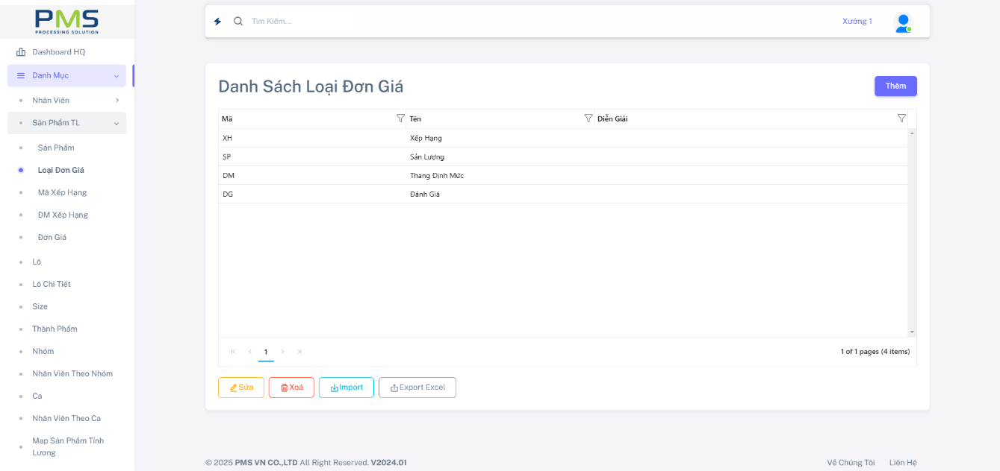 PMS
PROCESSING SOLUTION
Tìm Kiếm...
Xưởng 1
Dashboard HQ
Danh Mục
Nhân Viên
Sản Phẩm TL
Sản Phẩm
Loại Đơn Giá
Mã Xếp Hạng
ĐM Xếp Hạng
Đơn Giá
Lô
Lô Chi Tiết
Size
Thành Phẩm
Nhóm
Nhân Viên Theo Nhóm
Ca
Nhân Viên Theo Ca
Map Sản Phẩm Tính
Lương
Danh Sách Loại Đơn Giá
Thêm
Mã Tên Diễn Giải
XH Xếp Hạng
SP Sản Lượng
DM Thang Định Mức
DG Đánh Giá
1
1 of 1 pages (4 items)
Sửa Xoá Import Export Excel
© 2025 PMS VN CO.,LTD All Right Reserved. V2024.01
Về Chúng Tôi Liên Hệ